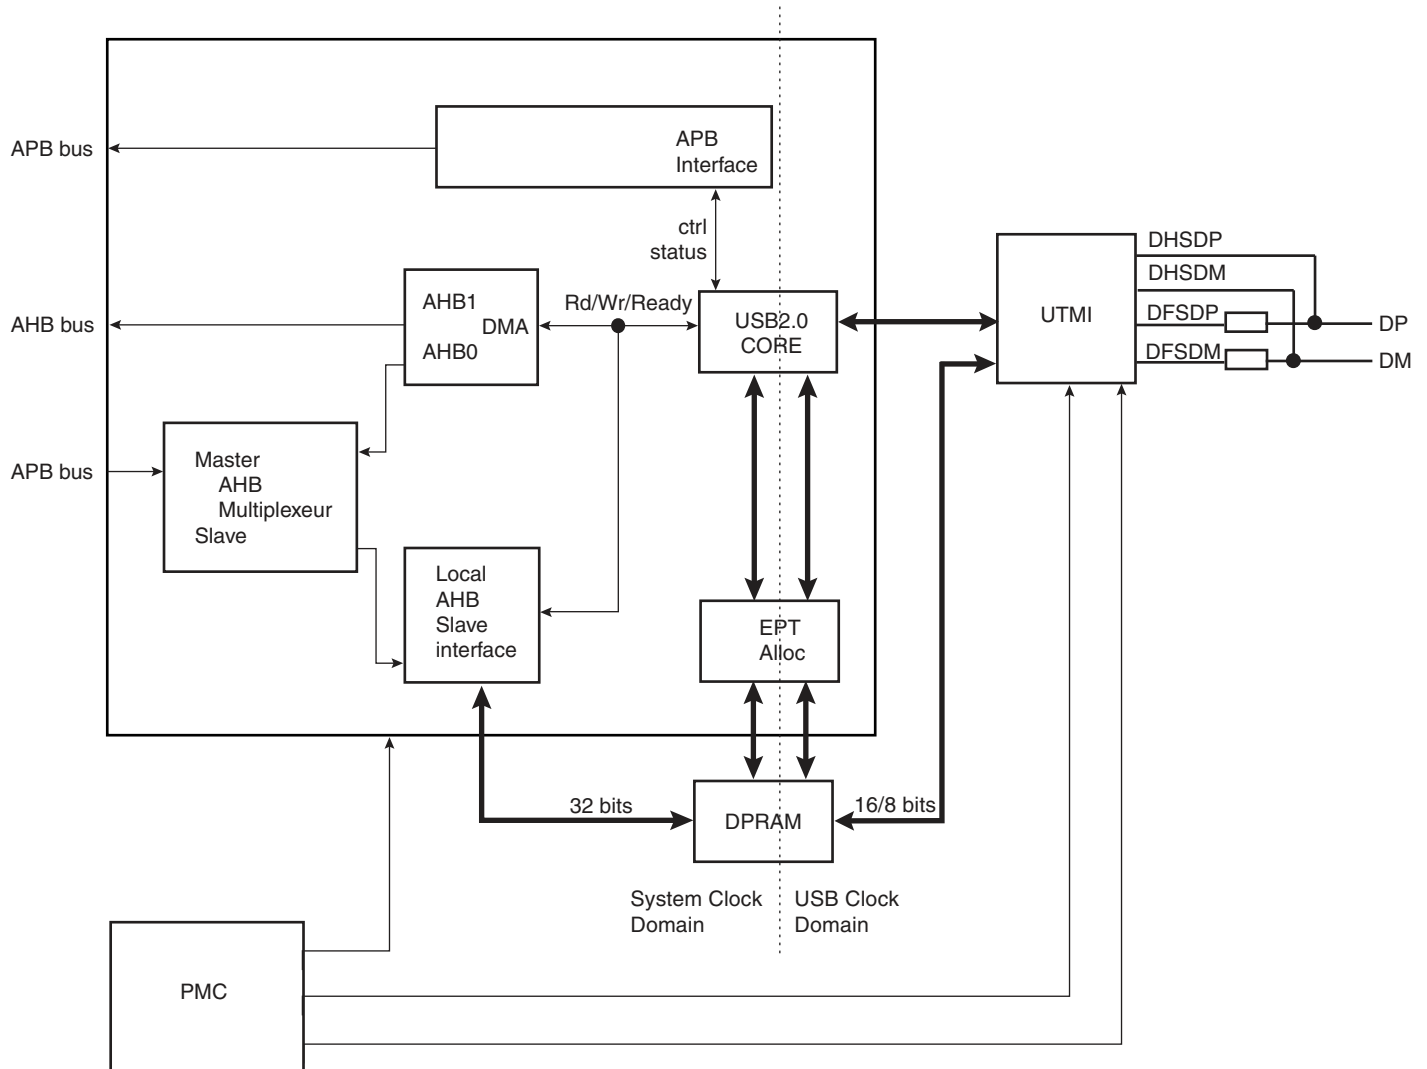 APB bus
APB
Interface
ctrl
status
DHSDP
DHSDM
DFSDP
DFSDM
UTMI
DP
DM
AHB bus
AHB1
DMA
AHB0
Rd/Wr/Ready
USB2.0
CORE
APB bus
Master
AHB
Multiplexeur
Slave
Local
AHB
Slave
interface
EPT
Alloc
32 bits
DPRAM
16/8 bits
System Clock
Domain
USB Clock
Domain
PMC